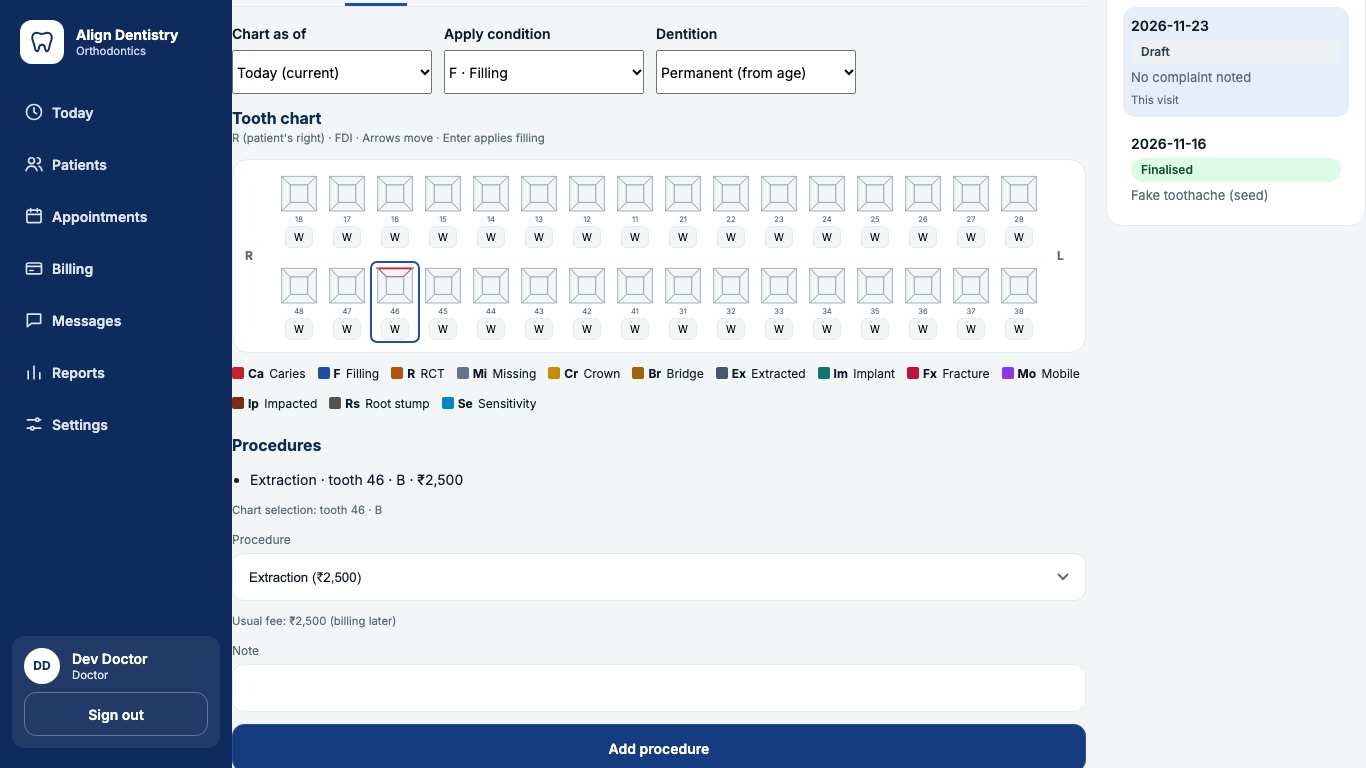 Align Dentistry
Orthodontics
Today
Patients
Appointments
Billing
Messages
Reports
Settings
DD
Dev Doctor
Doctor
Sign out
Chart as of
Apply condition
Dentition
Today (current)
F · Filling
Permanent (from age)
Tooth chart
R (patient's right) · FDI · Arrows move · Enter applies filling
18 17 16 15 14 13 12 11 21 22 23 24 25 26 27 28
W W W W W W W W W W W W W W W W
R
L
48 47 46 45 44 43 42 41 31 32 33 34 35 36 37 38
W W W W W W W W W W W W W W W W
Ca Caries F Filling R RCT Mi Missing Cr Crown Br Bridge Ex Extracted Im Implant Fx Fracture Mo Mobile
Ip Impacted Rs Root stump Se Sensitivity
Procedures
• Extraction · tooth 46 · B · ₹2,500
Chart selection: tooth 46 · B
Procedure
Extraction (₹2,500)
Usual fee: ₹2,500 (billing later)
Note
Add procedure
2026-11-23
Draft
No complaint noted
This visit
2026-11-16
Finalised
Fake toothache (seed)